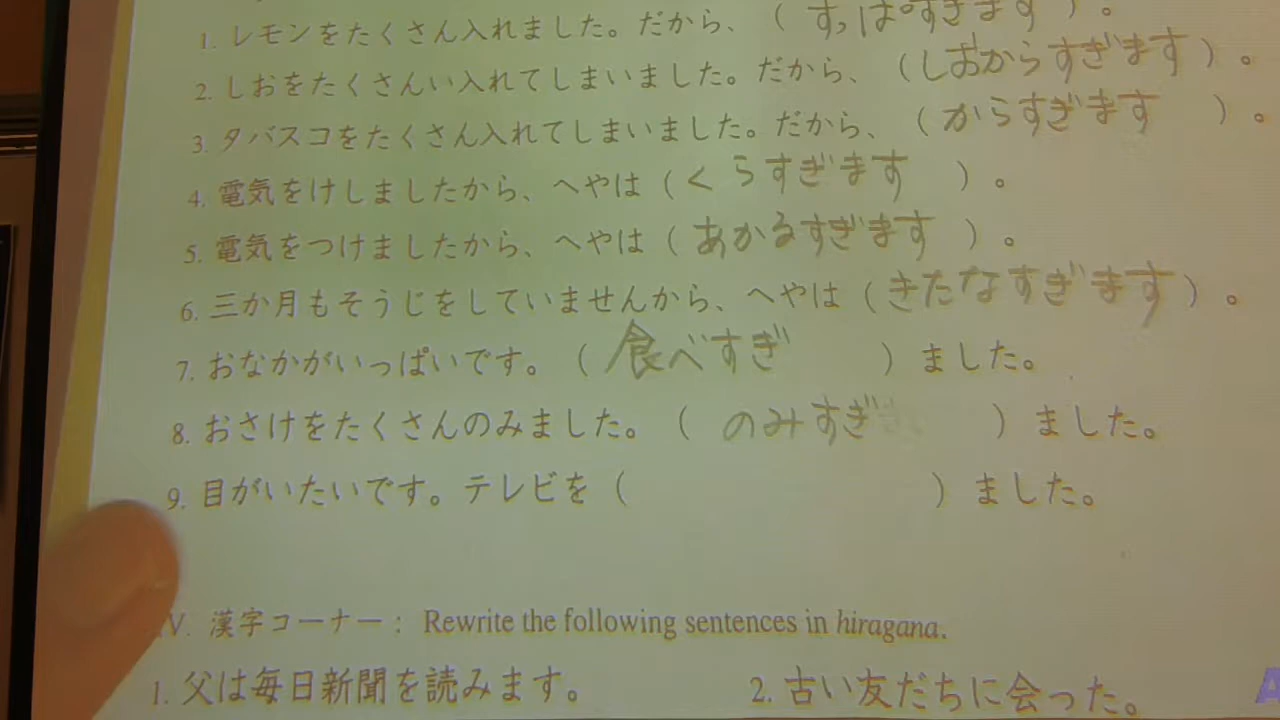 1. レモンをたくさん入れました。だから、（ すっぱすぎます ）。
2. しおをたくさんい入れてしまいました。だから、（しおからすぎます ）。
3. タバスコをたくさん入れてしまいました。だから、（ からすぎます ）。
4. 電気をけしましたから、へやは（ くらすぎます ）。
5. 電気をつけましたから、へやは（ あかるすぎます ）。
6. 三か月もそうじをしていませんから、へやは（きたなすぎます ）。
7. おなかがいっぱいです。（ 食べすぎ ）ました。
8. おさけをたくさんのみました。（ のみすぎ ）ました。
9. 目がいたいです。テレビを（ ）ました。
V. 漢字コーナー： Rewrite the following sentences in hiragana.
1. 父は毎日新聞を読みます。 2. 古い友だちに会った。